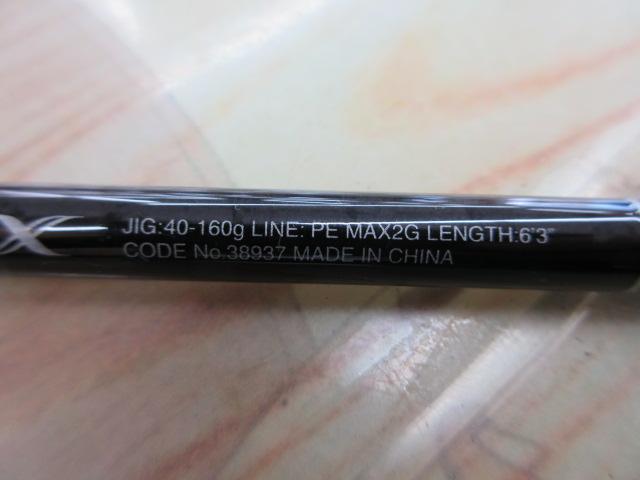 X
JIG:40-160g LINE: PE MAX2G LENGTH:6'3"
CODE No.38937 MADE IN CHINA